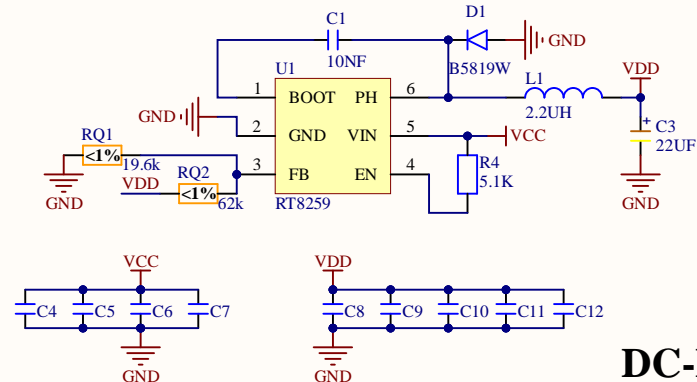 C1
10NF
D1
B5819W
GND
U1
1 BOOT PH 6
2 GND VIN 5
3 FB EN 4
RT8259
GND
L1
2.2UH
VDD
+
C3
22UF
GND
VCC
R4
5.1K
RQ1
<1%
19.6k
GND
VDD
RQ2
<1%
62k
VCC
C4 C5 C6 C7
GND
VDD
C8 C9 C10 C11 C12
GND